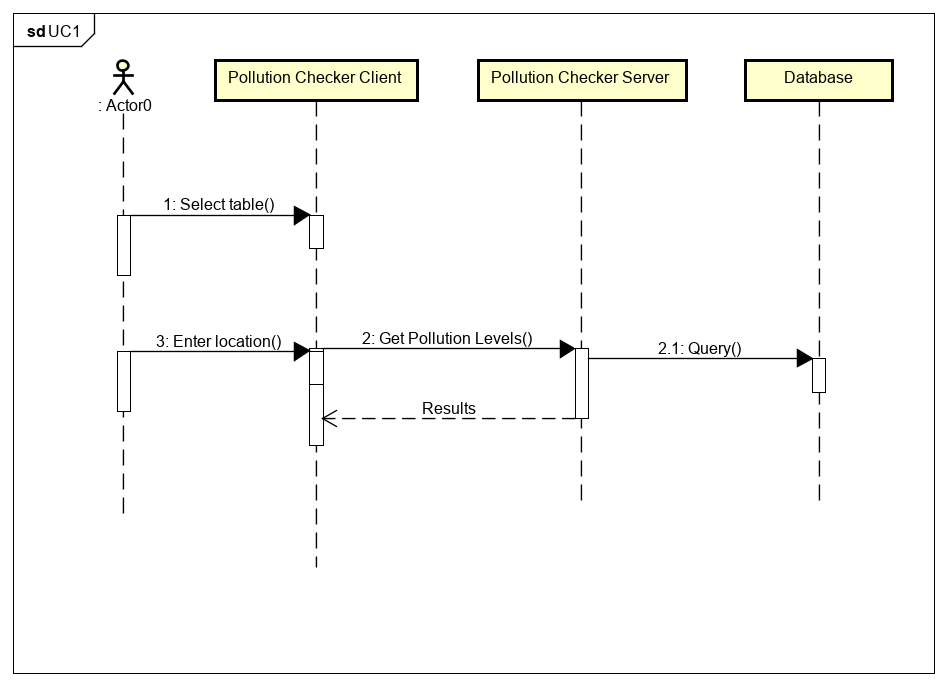 sd UC1
: Actor0
Pollution Checker Client
Pollution Checker Server
Database
1: Select table()
3: Enter location()
2: Get Pollution Levels()
2.1: Query()
Results